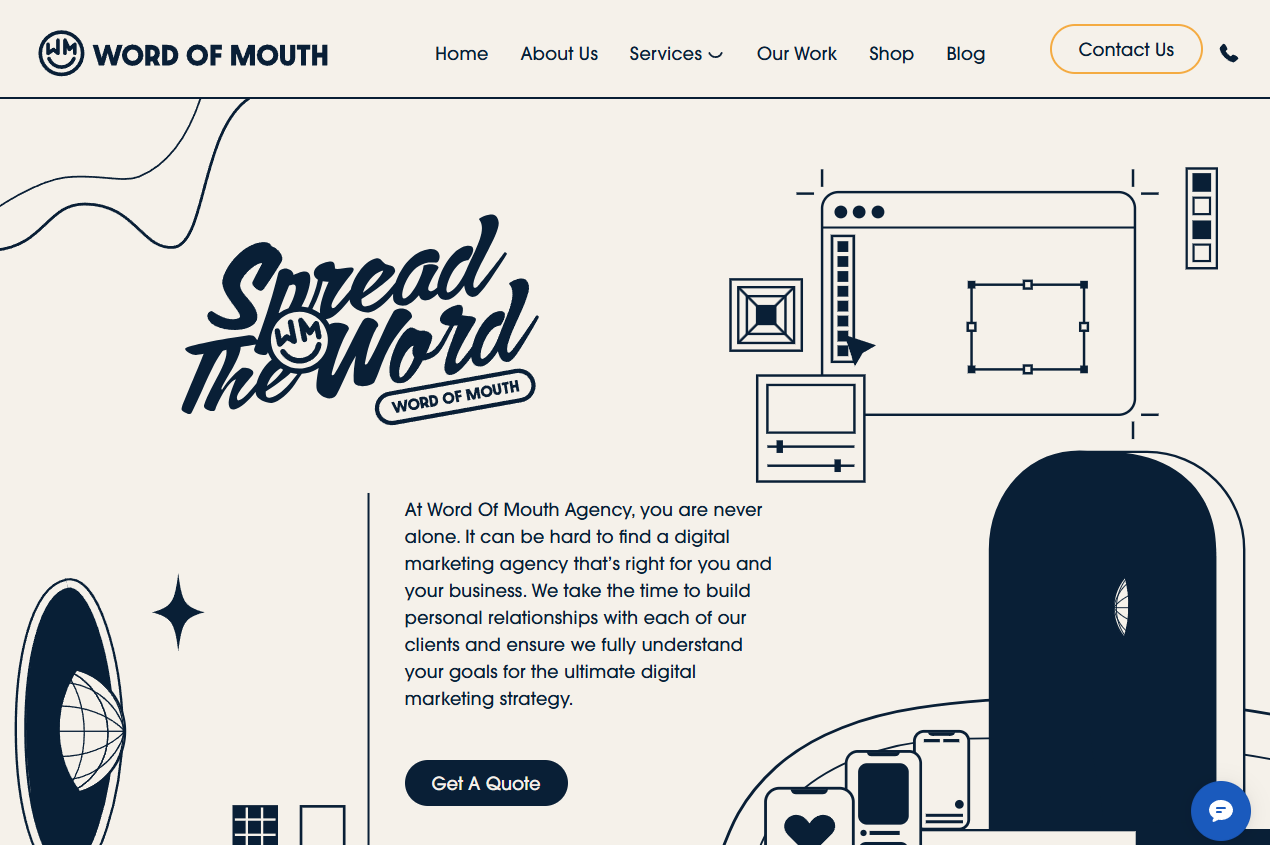 WM WORD OF MOUTH
Home
About Us
Services
Our Work
Shop
Blog
Contact Us
Spread
The Word
WM
WORD OF MOUTH
At Word Of Mouth Agency, you are never
alone. It can be hard to find a digital
marketing agency that’s right for you and
your business. We take the time to build
personal relationships with each of our
clients and ensure we fully understand
your goals for the ultimate digital
marketing strategy.
Get A Quote